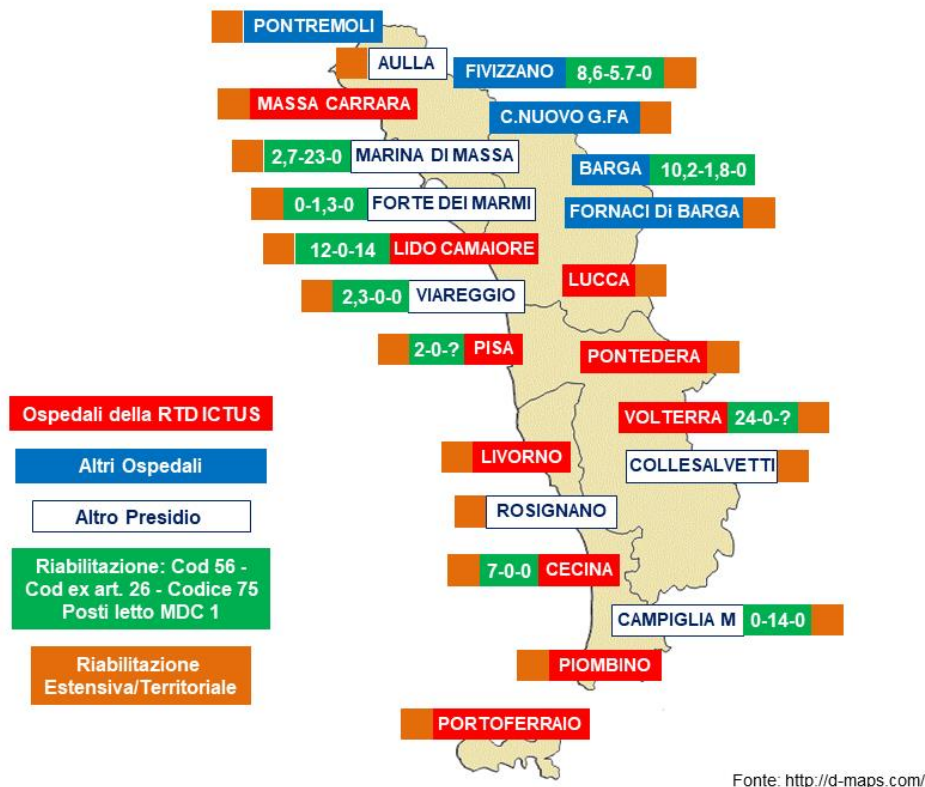 PONTREMOLI
AULLA
FIVIZZANO 8,6-5.7-0
MASSA CARRARA
C.NUOVO G.FA
2,7-23-0 MARINA DI MASSA
BARGA 10,2-1,8-0
0-1,3-0 FORTE DEI MARMI
FORNACI Di BARGA
12-0-14 LIDO CAMAIORE
LUCCA
2,3-0-0 VIAREGGIO
2-0-? PISA
PONTEDERA
Ospedali della RTD ICTUS
VOLTERRA 24-0-?
LIVORNO
Altri Ospedali
COLLESALVETTI
ROSIGNANO
Altro Presidio
Riabilitazione: Cod 56 -
Cod ex art. 26 - Codice 75
Posti letto MDC 1
7-0-0 CECINA
CAMPIGLIA M 0-14-0
Riabilitazione
Estensiva/Territoriale
PIOMBINO
PORTOFERRAIO
Fonte: http://d-maps.com/